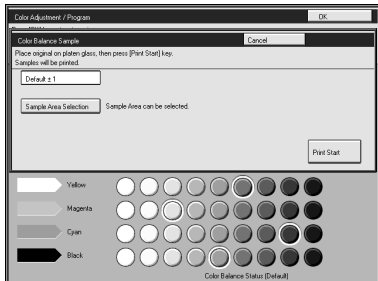 Color Adjustment / Program
OK
Color Balance Sample
Cancel
Place original on platen glass, then press [Print Start] key.
Samples will be printed.
Default ± 1
Sample Area Selection
Sample Area can be selected.
Print Start
Yellow
Magenta
Cyan
Black
Color Balance Status (Default)